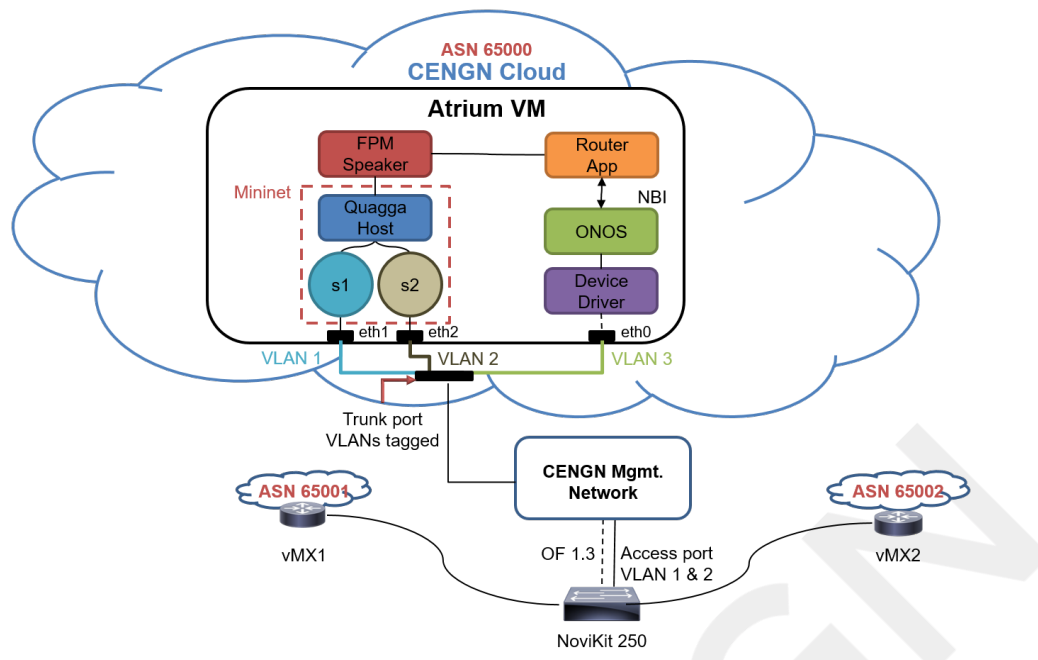 ASN 65000
CENGN Cloud
Atrium VM
FPM
Speaker
Router
App
Mininet
NBI
Quagga
Host
ONOS
s1
s2
Device
Driver
eth1
eth2
eth0
VLAN 1
VLAN 2
VLAN 3
Trunk port
VLANs tagged
CENGN Mgmt.
Network
ASN 65001
ASN 65002
vMX1
vMX2
OF 1.3
Access port
VLAN 1 & 2
NoviKit 250
GN